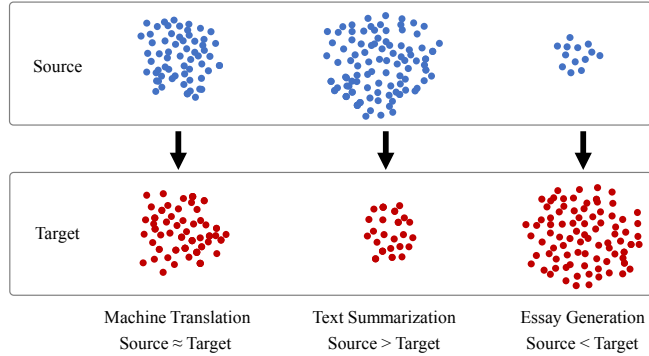 Source
Target
Machine Translation
Source ≈ Target
Text Summarization
Source > Target
Essay Generation
Source < Target